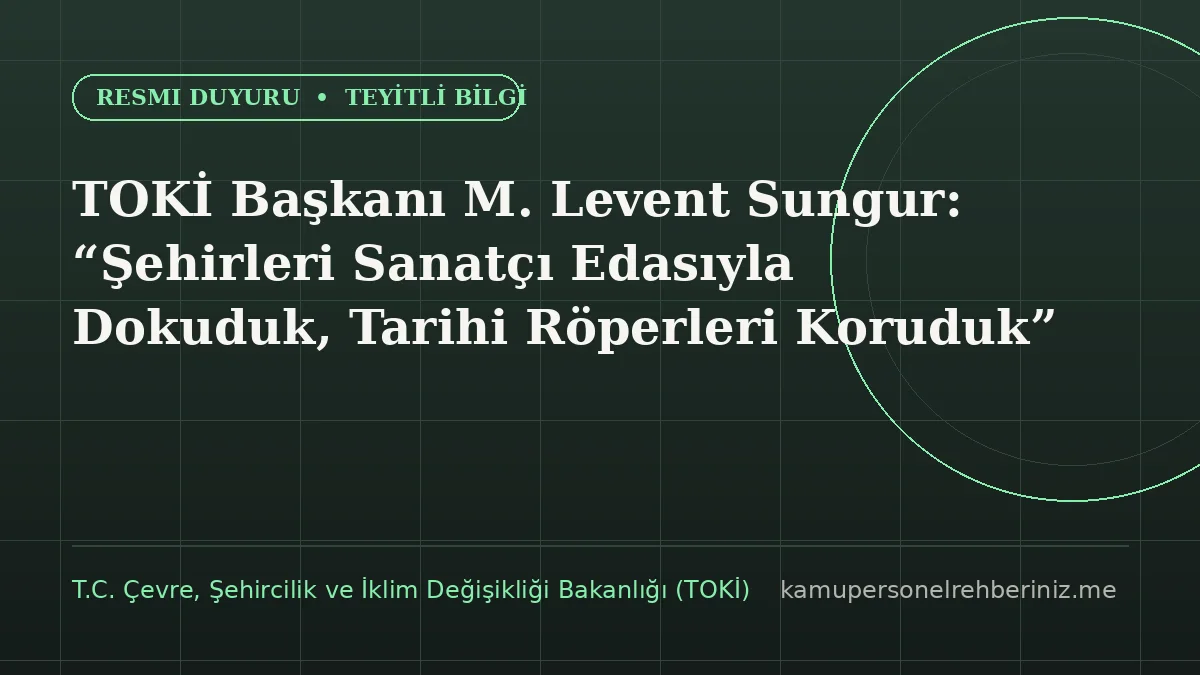 RESMI DUYURU • TEYİTLİ BİLGİ
TOKİ Başkanı M. Levent Sungur:
“Şehirleri Sanatçı Edasıyla
Dokuduk, Tarihi Röperleri Koruduk”
T.C. Çevre, Şehircilik ve İklim Değişikliği Bakanlığı (TOKİ) kamupersonelrehberiniz.me